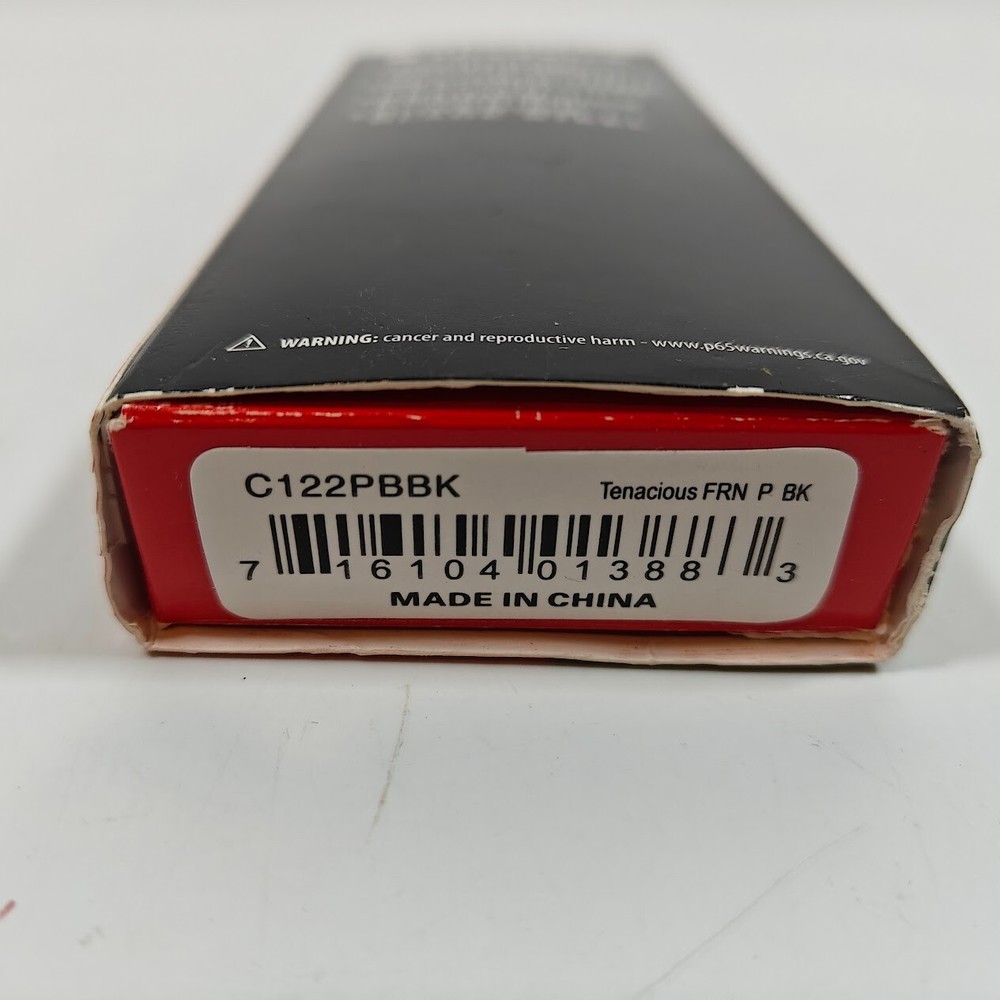 WARNING: cancer and reproductive harm - www.p65warnings.ca.gov
C122PBBK
Tenacious FRN P BK
7 16104 01388 3
MADE IN CHINA